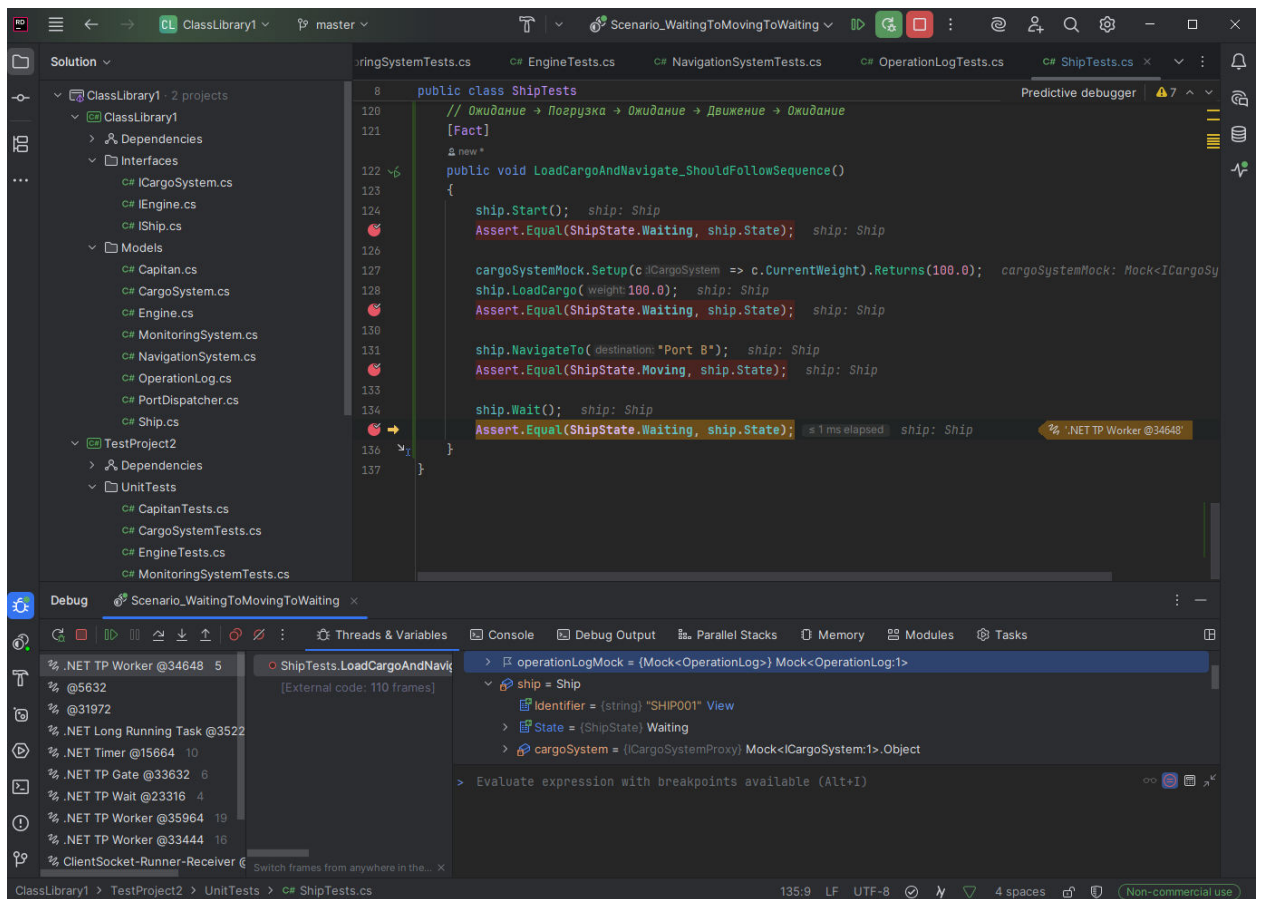 RD CL ClassLibrary1 master Scenario_WaitingToMovingToWaiting
Solution
ringSystemTests.cs C# EngineTests.cs C# NavigationSystemTests.cs C# OperationLogTests.cs C# ShipTests.cs
ClassLibrary1 · 2 projects
C# ClassLibrary1
Dependencies
Interfaces
C# ICargoSystem.cs
C# IEngine.cs
C# IShip.cs
Models
C# Capitan.cs
C# CargoSystem.cs
C# Engine.cs
C# MonitoringSystem.cs
C# NavigationSystem.cs
C# OperationLog.cs
C# PortDispatcher.cs
C# Ship.cs
C# TestProject2
Dependencies
UnitTests
C# CapitanTests.cs
C# CargoSystemTests.cs
C# EngineTests.cs
C# MonitoringSystemTests.cs
8 public class ShipTests Predictive debugger 7
120 // Ожидание → Погрузка → Ожидание → Движение → Ожидание
121 [Fact]
new *
122 public void LoadCargoAndNavigate_ShouldFollowSequence()
123 {
124 ship.Start(); ship: Ship
Assert.Equal(ShipState.Waiting, ship.State); ship: Ship
126
127 cargoSystemMock.Setup(c :ICargoSystem => c.CurrentWeight).Returns(100.0); cargoSystemMock: Mock<ICargoSy
128 ship.LoadCargo( weight: 100.0); ship: Ship
Assert.Equal(ShipState.Waiting, ship.State); ship: Ship
130
131 ship.NavigateTo( destination: "Port B"); ship: Ship
Assert.Equal(ShipState.Moving, ship.State); ship: Ship
133
134 ship.Wait(); ship: Ship
Assert.Equal(ShipState.Waiting, ship.State); ≤ 1 ms elapsed ship: Ship '.NET TP Worker @34648'
136 }
137 }
Debug Scenario_WaitingToMovingToWaiting
Threads & Variables Console Debug Output Parallel Stacks Memory Modules Tasks
.NET TP Worker @34648 5
@5632
@31972
.NET Long Running Task @3522
.NET Timer @15664 10
.NET TP Gate @33632 6
.NET TP Wait @23316 4
.NET TP Worker @35964 19
.NET TP Worker @33444 16
ClientSocket-Runner-Receiver @
ShipTests.LoadCargoAndNavig
[External code: 110 frames]
Switch frames from anywhere in the...
operationLogMock = {Mock<OperationLog>} Mock<OperationLog:1>
ship = Ship
Identifier = {string} "SHIP001" View
State = {ShipState} Waiting
cargoSystem = {ICargoSystemProxy} Mock<ICargoSystem:1>.Object
> Evaluate expression with breakpoints available (Alt+I)
ClassLibrary1 > TestProject2 > UnitTests > C# ShipTests.cs 135:9 LF UTF-8 4 spaces Non-commercial use